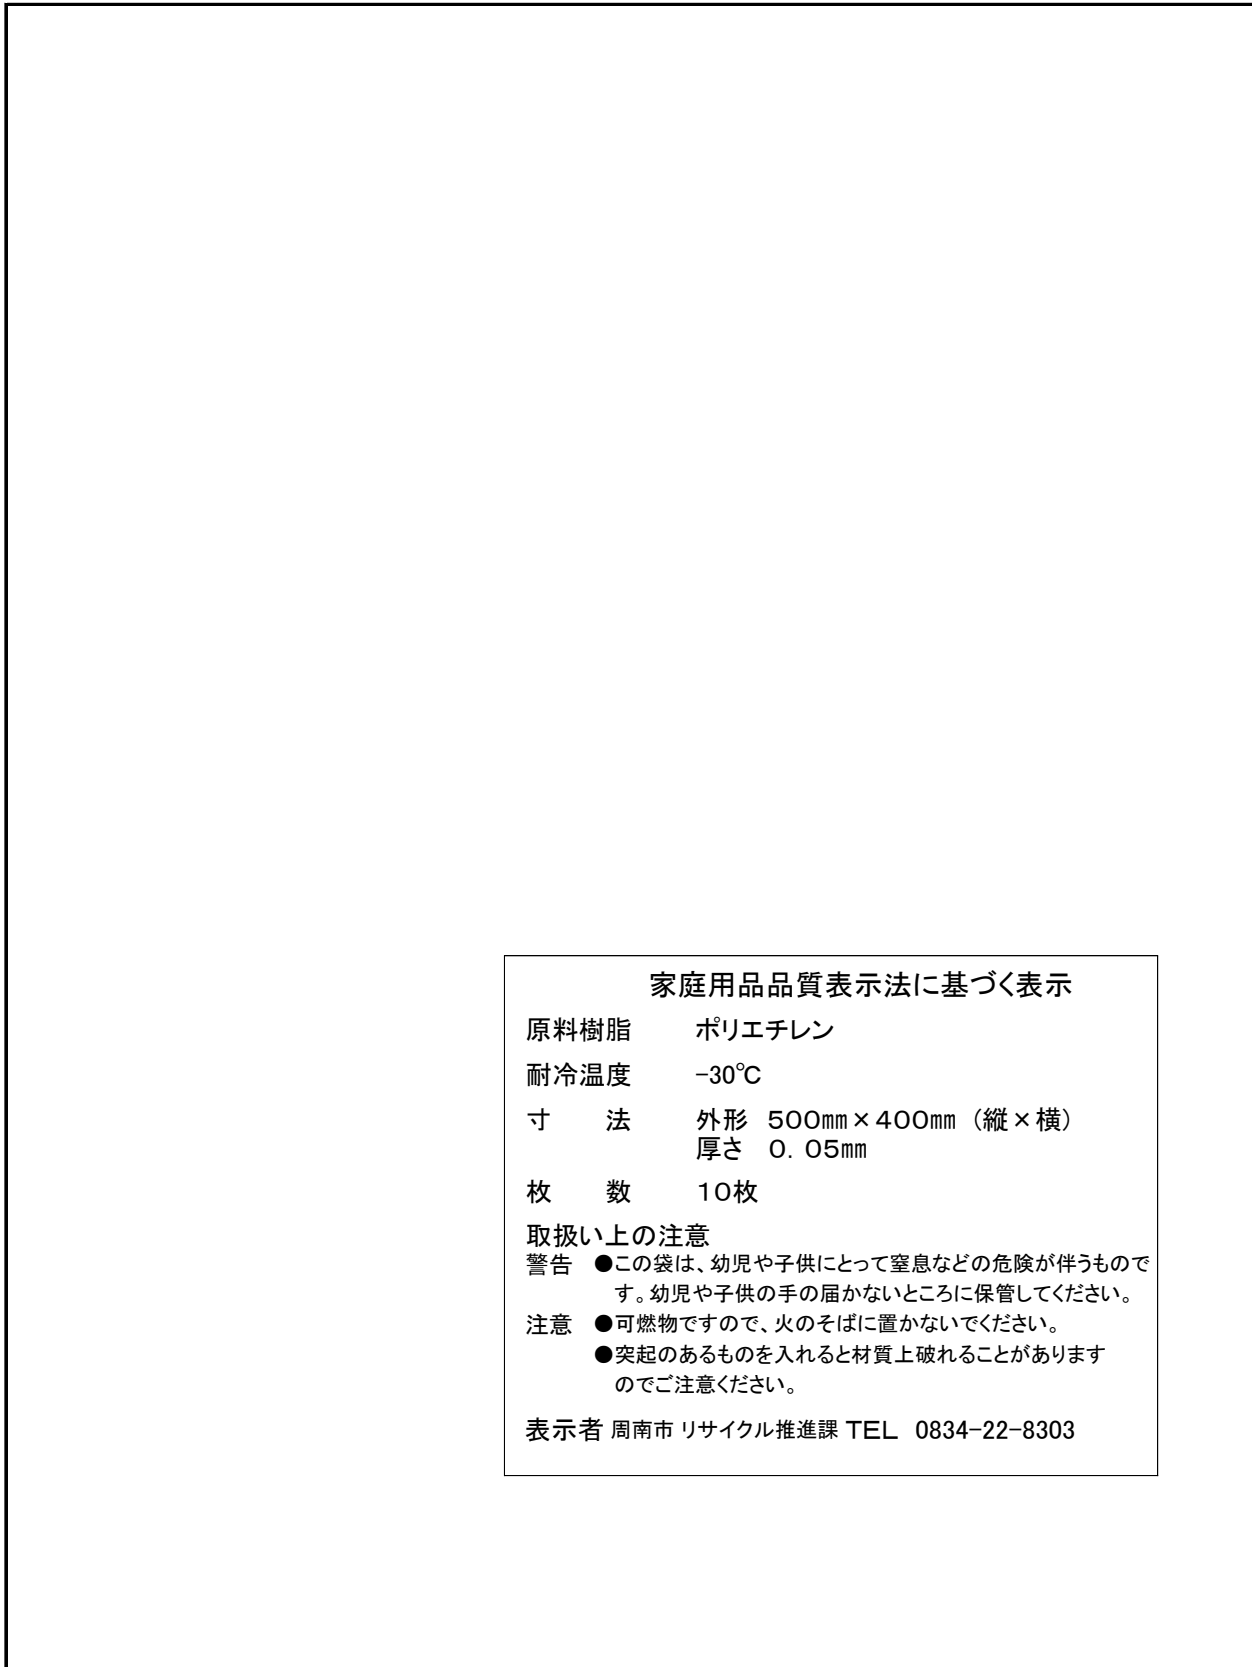 家庭用品品質表示法に基づく表示
原料樹脂 ポリエチレン
耐冷温度 -30℃
寸 法 外形 500㎜×400㎜（縦×横）
厚さ 0．05㎜
枚 数 10枚
取扱い上の注意
警告 ●この袋は、幼児や子供にとって窒息などの危険が伴うもので
す。幼児や子供の手の届かないところに保管してください。
注意 ●可燃物ですので、火のそばに置かないでください。
●突起のあるものを入れると材質上破れることがあります
のでご注意ください。
表示者 周南市 リサイクル推進課 TEL 0834-22-8303